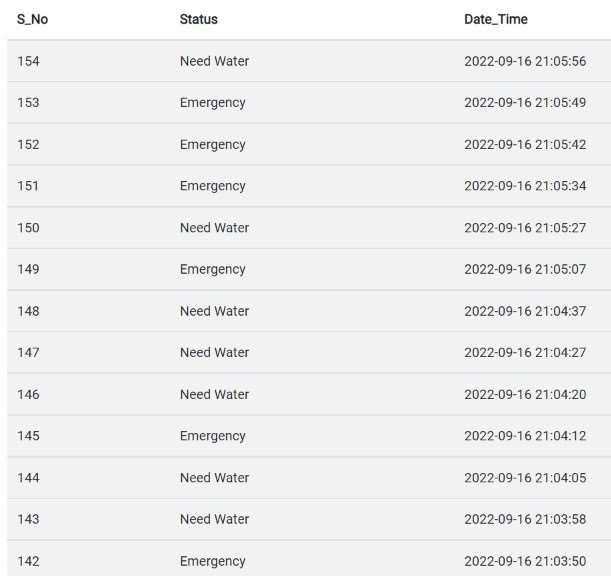 S_No Status Date_Time
154 Need Water 2022-09-16 21:05:56
153 Emergency 2022-09-16 21:05:49
152 Emergency 2022-09-16 21:05:42
151 Emergency 2022-09-16 21:05:34
150 Need Water 2022-09-16 21:05:27
149 Emergency 2022-09-16 21:05:07
148 Need Water 2022-09-16 21:04:37
147 Need Water 2022-09-16 21:04:27
146 Need Water 2022-09-16 21:04:20
145 Emergency 2022-09-16 21:04:12
144 Need Water 2022-09-16 21:04:05
143 Need Water 2022-09-16 21:03:58
142 Emergency 2022-09-16 21:03:50